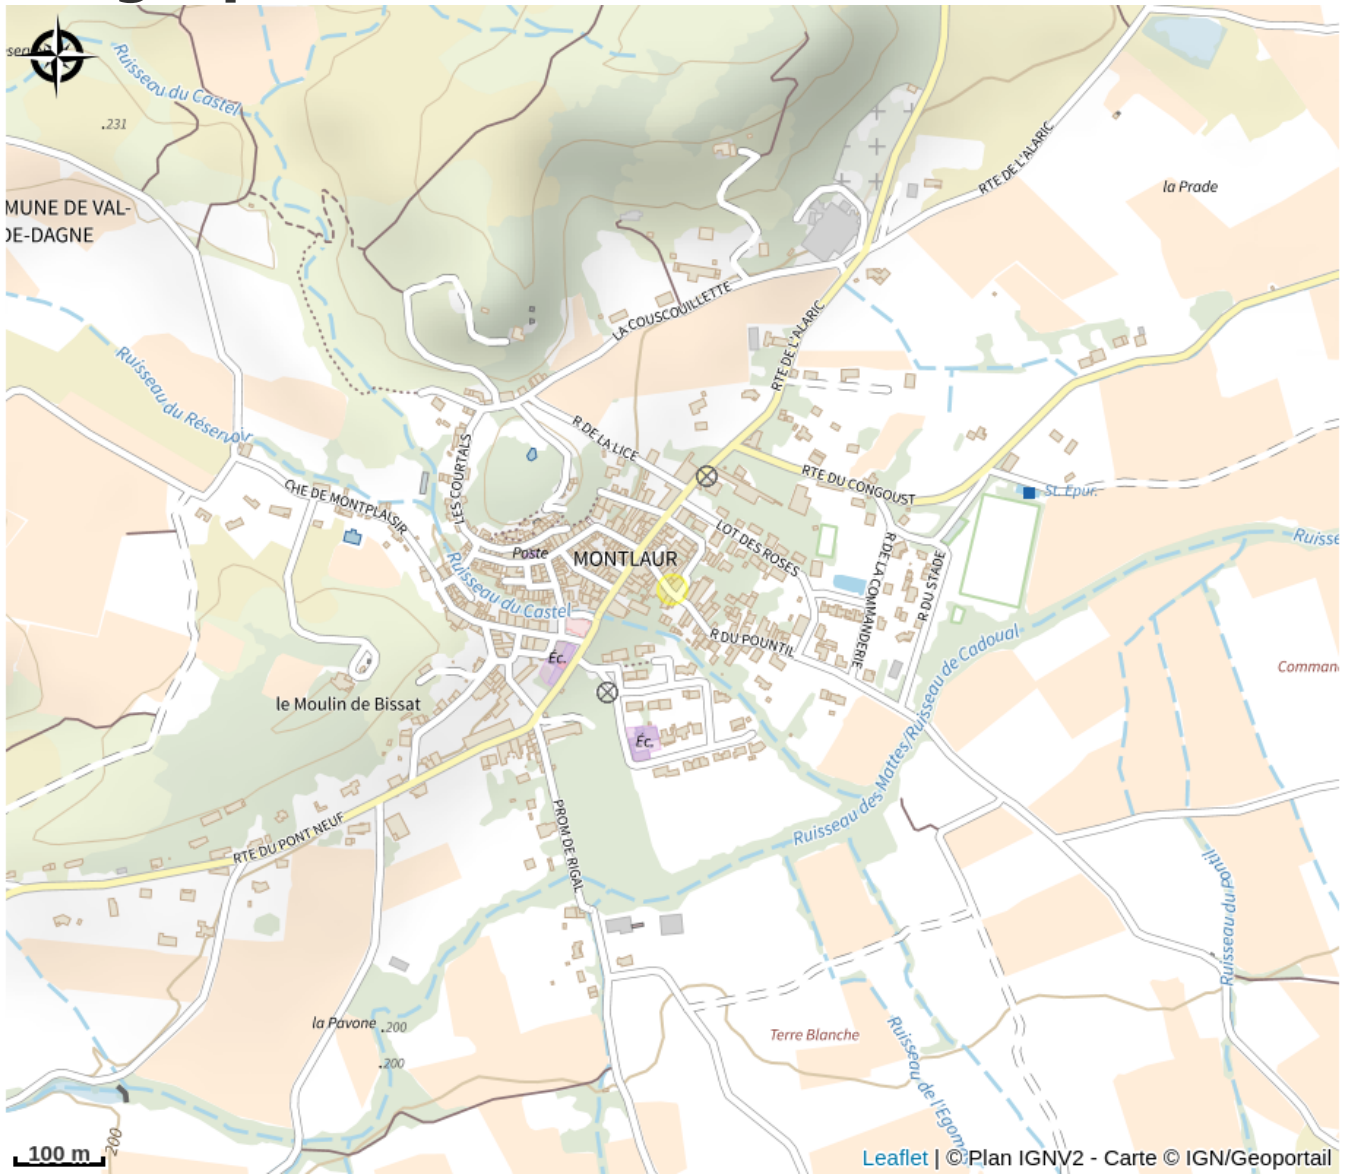 Ruisseau du Castel
.231
MUNE DE VAL-
DE-DAGNE
RTE DE L'ALARIC
la Prade
LA COUSCOUILLETTE
RTE DE L'ALARIC
Ruisseau du Réservoir
R DE LA LICE
LES COURTALS
CHE DE MONTPLAISIR
RTE DU CONGOUST
St. Epur.
LOT DES ROSES
Poste
MONTLAUR
R DE LA COMMANDERIE
R DU STADE
Ruisse
Ruisseau du Castel
R DU POUNTIL
Éc.
Comman
le Moulin de Bissat
Éc.
Ruisseau des Mattes/Ruisseau de Cadoual
PROM DE RIGAL
RTE DU PONT NEUF
Ruisseau du Pontil
la Pavone
.200
.200
Terre Blanche
Ruisseau de l'Egom
200
100 m
Leaflet | © Plan IGNV2 - Carte © IGN/Geoportail